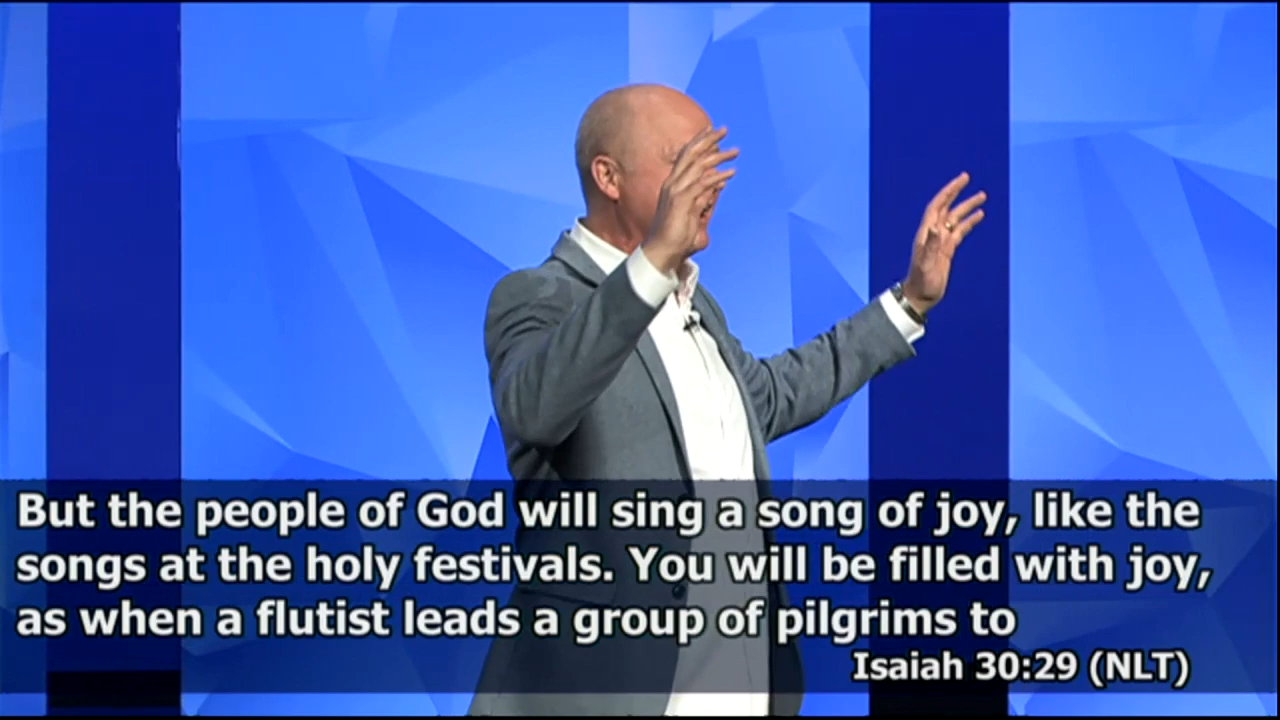 But the people of God will sing a song of joy, like the
songs at the holy festivals. You will be filled with joy,
as when a flutist leads a group of pilgrims to
Isaiah 30:29 (NLT)